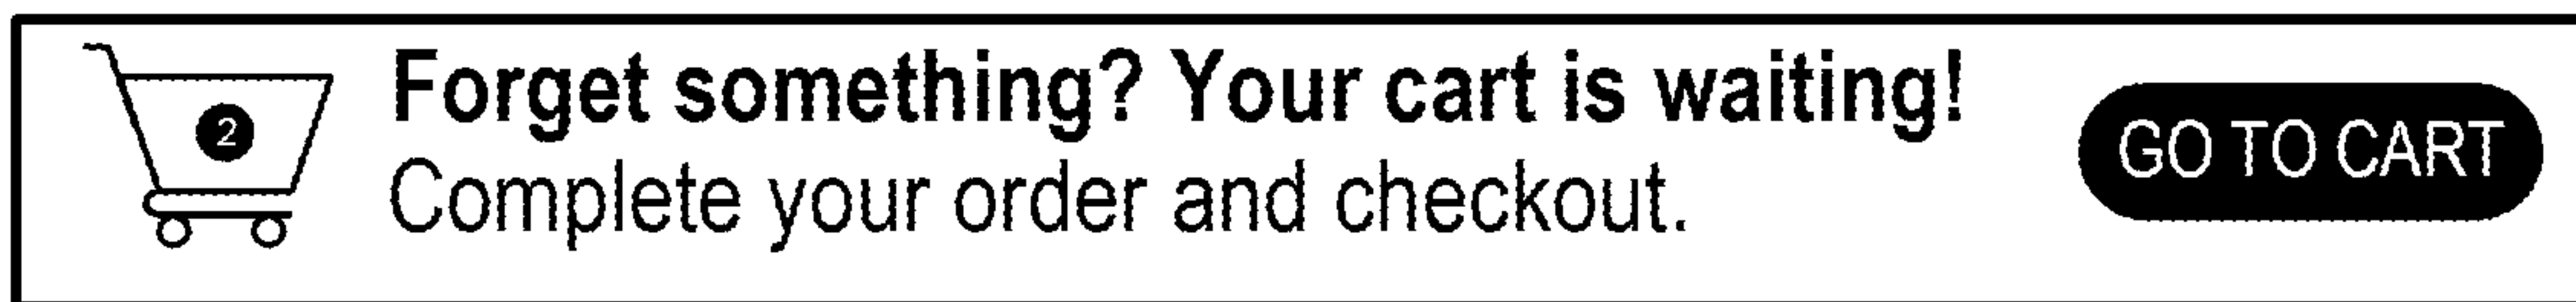 2
Forget something? Your cart is waiting!
Complete your order and checkout.
GO TO CART